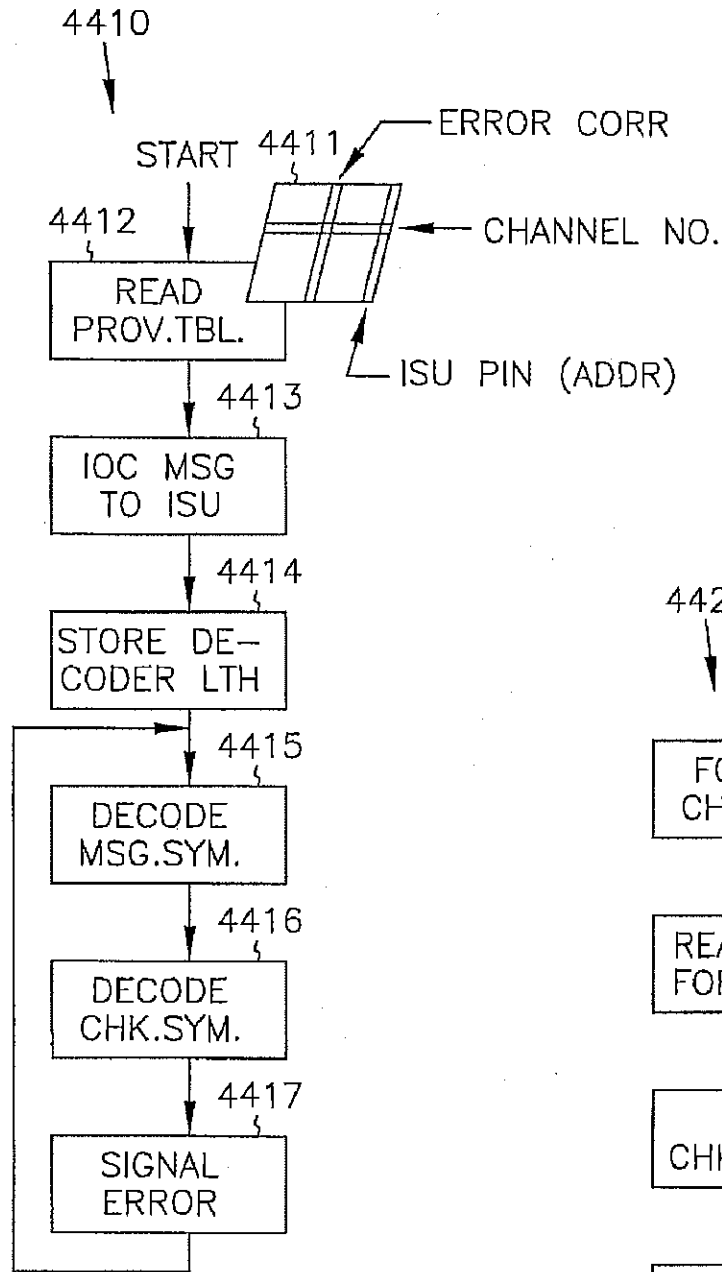 4410
START
4411
ERROR CORR
CHANNEL NO.
ISU PIN (ADDR)
4412
READ
PROV.TBL.
4413
IOC MSG
TO ISU
4414
STORE DE-
CODER LTH
4415
DECODE
MSG.SYM.
4416
DECODE
CHK.SYM.
4417
SIGNAL
ERROR